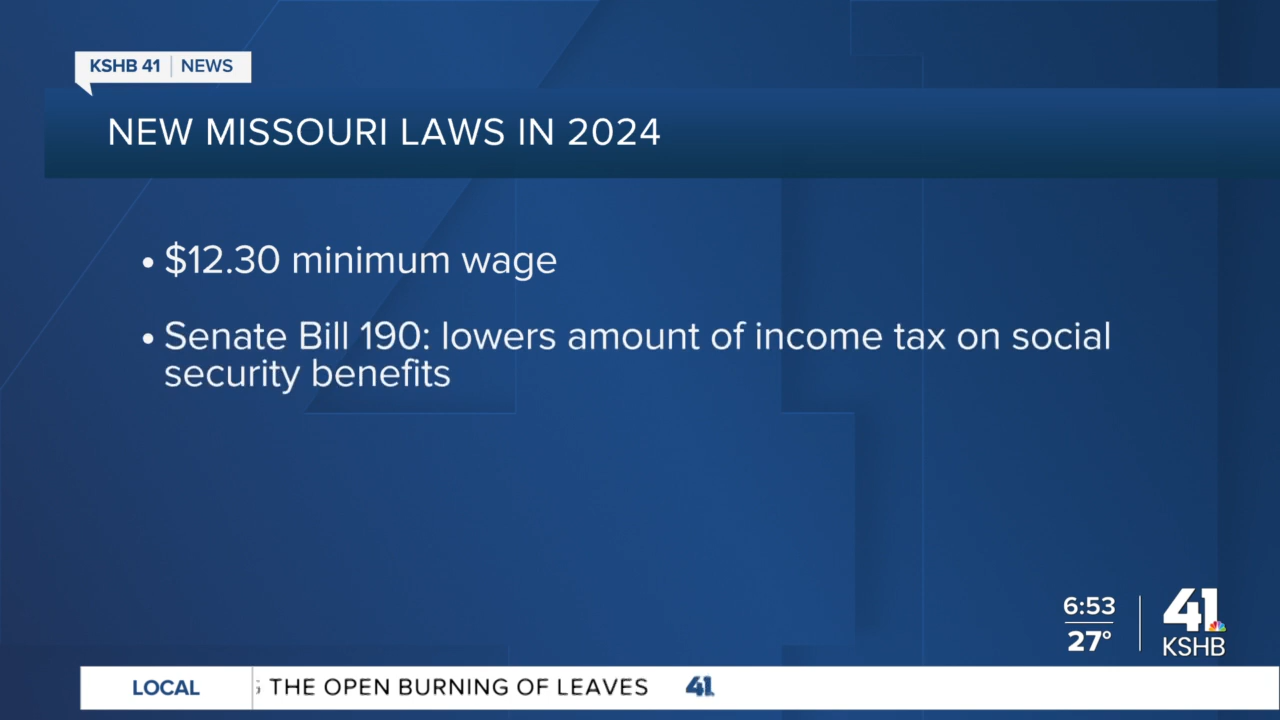 KSHB 41 | NEWS
NEW MISSOURI LAWS IN 2024
• $12.30 minimum wage
• Senate Bill 190: lowers amount of income tax on social
security benefits
6:53
27°
41
KSHB
LOCAL
THE OPEN BURNING OF LEAVES 41